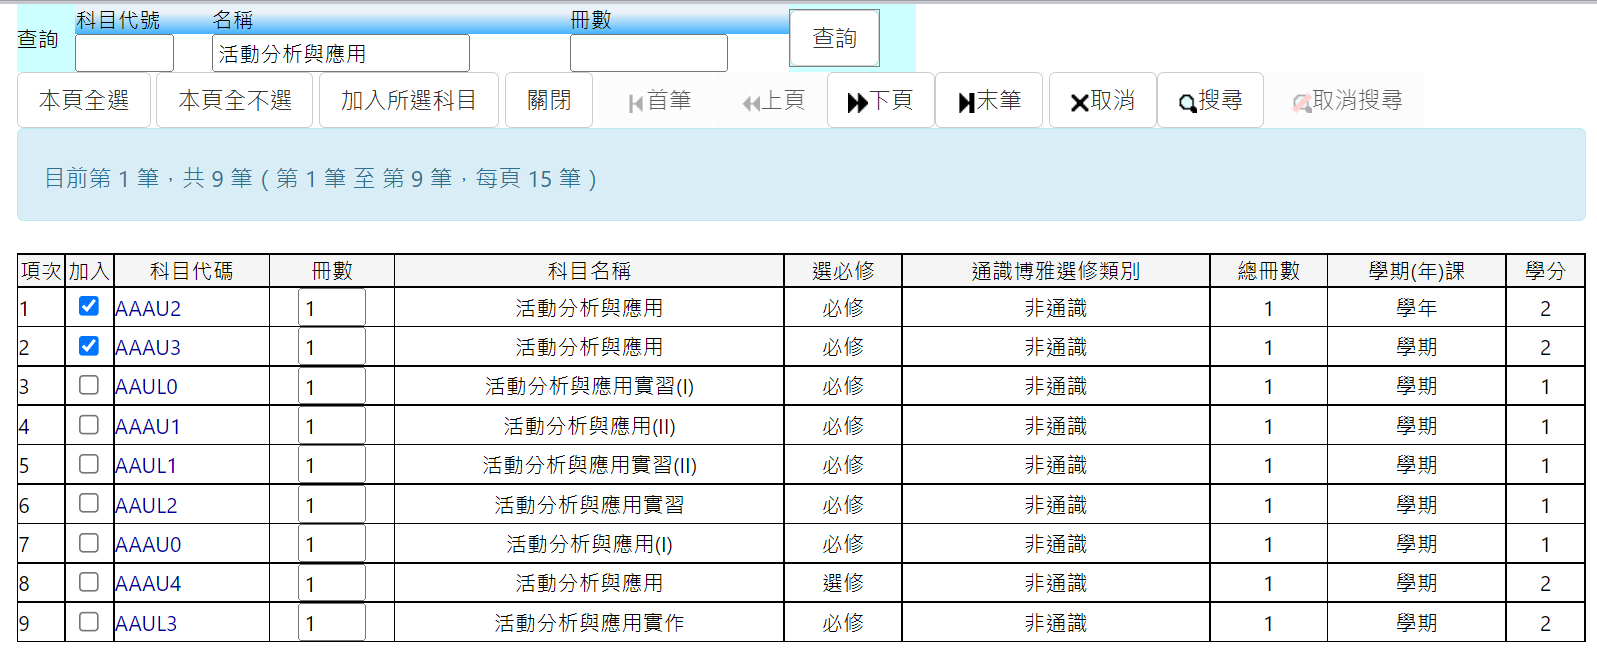 查詢 科目代號 名稱 冊數 查詢
活動分析與應用
本頁全選 本頁全不選 加入所選科目 關閉 首筆 上頁 下頁 末筆 取消 搜尋 取消搜尋
目前第 1 筆，共 9 筆 ( 第 1 筆 至 第 9 筆，每頁 15 筆 )
項次 加入 科目代碼 冊數 科目名稱 選必修 通識博雅選修類別 總冊數 學期(年)課 學分
1 AAAU2 1 活動分析與應用 必修 非通識 1 學年 2
2 AAAU3 1 活動分析與應用 必修 非通識 1 學期 2
3 AAUL0 1 活動分析與應用實習(I) 必修 非通識 1 學期 1
4 AAAU1 1 活動分析與應用(II) 必修 非通識 1 學期 1
5 AAUL1 1 活動分析與應用實習(II) 必修 非通識 1 學期 1
6 AAUL2 1 活動分析與應用實習 必修 非通識 1 學期 1
7 AAAU0 1 活動分析與應用(I) 必修 非通識 1 學期 1
8 AAAU4 1 活動分析與應用 選修 非通識 1 學期 2
9 AAUL3 1 活動分析與應用實作 必修 非通識 1 學期 2